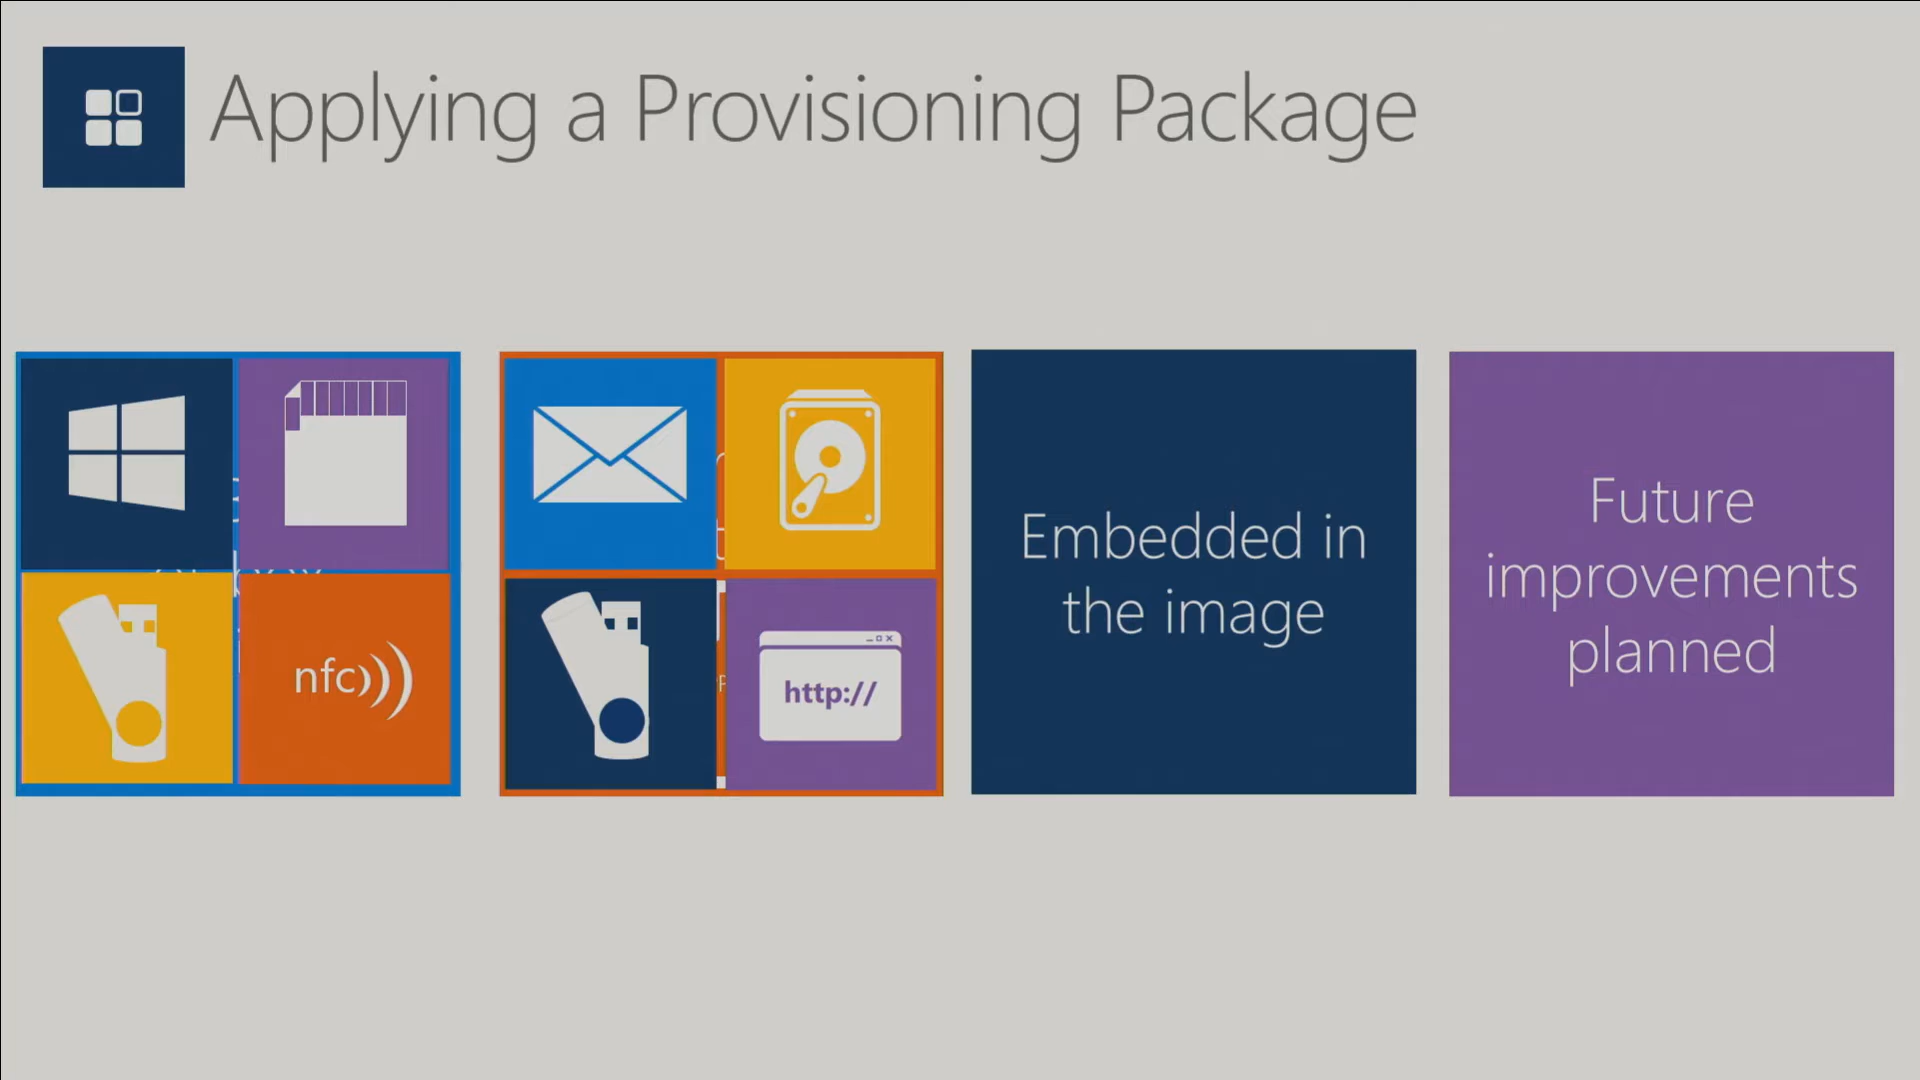 Applying a Provisioning Package
nfc
http://
Embedded in
the image
Future
improvements
planned